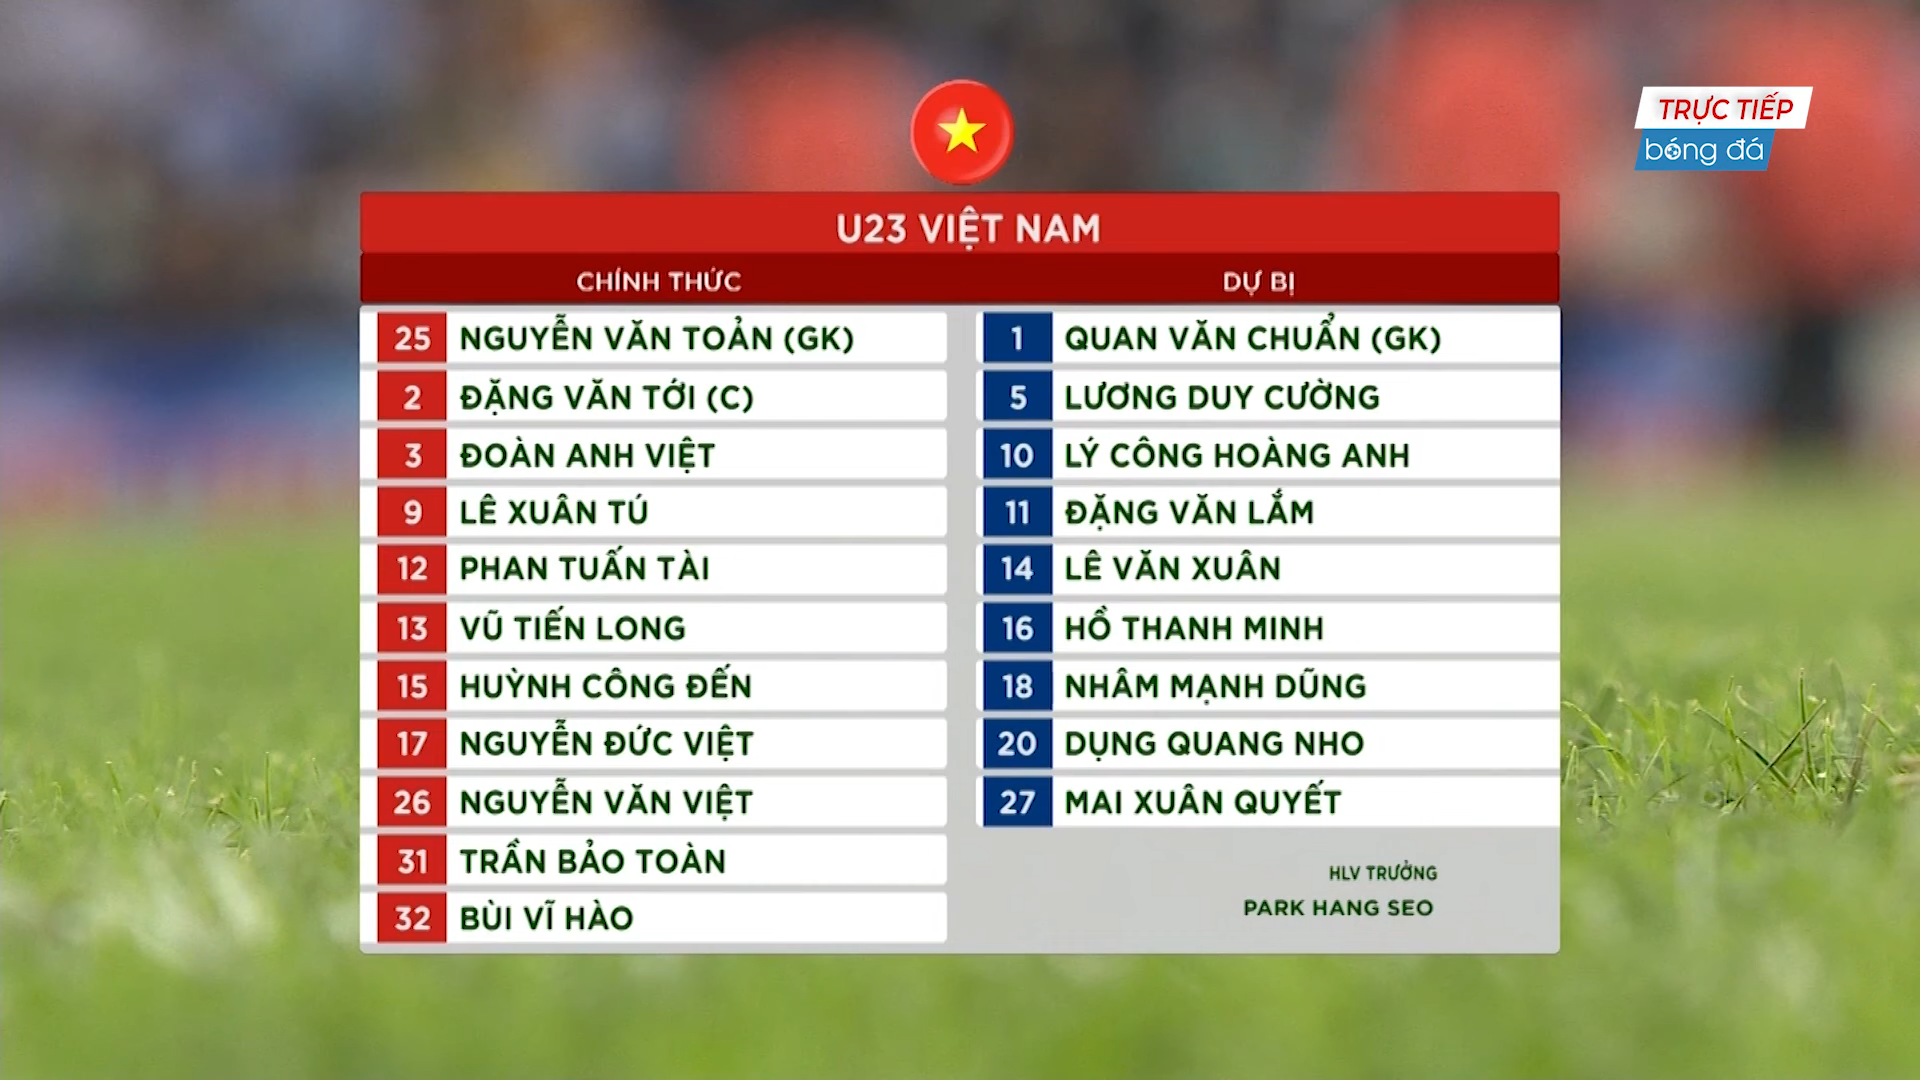 TRỰC TIẾP
bóng đá
U23 VIỆT NAM
CHÍNH THỨC
25 NGUYỄN VĂN TOẢN (GK)
2 ĐẶNG VĂN TỚI (C)
3 ĐOÀN ANH VIỆT
9 LÊ XUÂN TÚ
12 PHAN TUẤN TÀI
13 VŨ TIẾN LONG
15 HUỲNH CÔNG ĐẾN
17 NGUYỄN ĐỨC VIỆT
26 NGUYỄN VĂN VIỆT
31 TRẦN BẢO TOÀN
32 BÙI VĨ HÀO
DỰ BỊ
1 QUAN VĂN CHUẨN (GK)
5 LƯƠNG DUY CƯỜNG
10 LÝ CÔNG HOÀNG ANH
11 ĐẶNG VĂN LẮM
14 LÊ VĂN XUÂN
16 HỒ THANH MINH
18 NHÂM MẠNH DŨNG
20 DỤNG QUANG NHO
27 MAI XUÂN QUYẾT
HLV TRƯỞNG
PARK HANG SEO